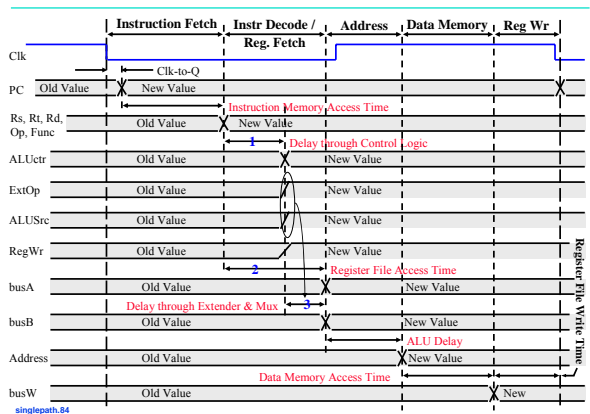 Instruction Fetch Instr Decode / Address Data Memory Reg Wr
Reg. Fetch
Clk
Clk-to-Q
PC Old Value New Value
Instruction Memory Access Time
Rs, Rt, Rd,
Op, Func Old Value New Value
1 Delay through Control Logic
ALUctr Old Value New Value
ExtOp Old Value New Value
ALUSrc Old Value New Value
RegWr Old Value New Value
2 Register File Access Time
busA Old Value New Value
Delay through Extender & Mux 3
busB Old Value New Value
ALU Delay
Address Old Value New Value
Data Memory Access Time
busW Old Value New
Register File Write Time
singlepath.84